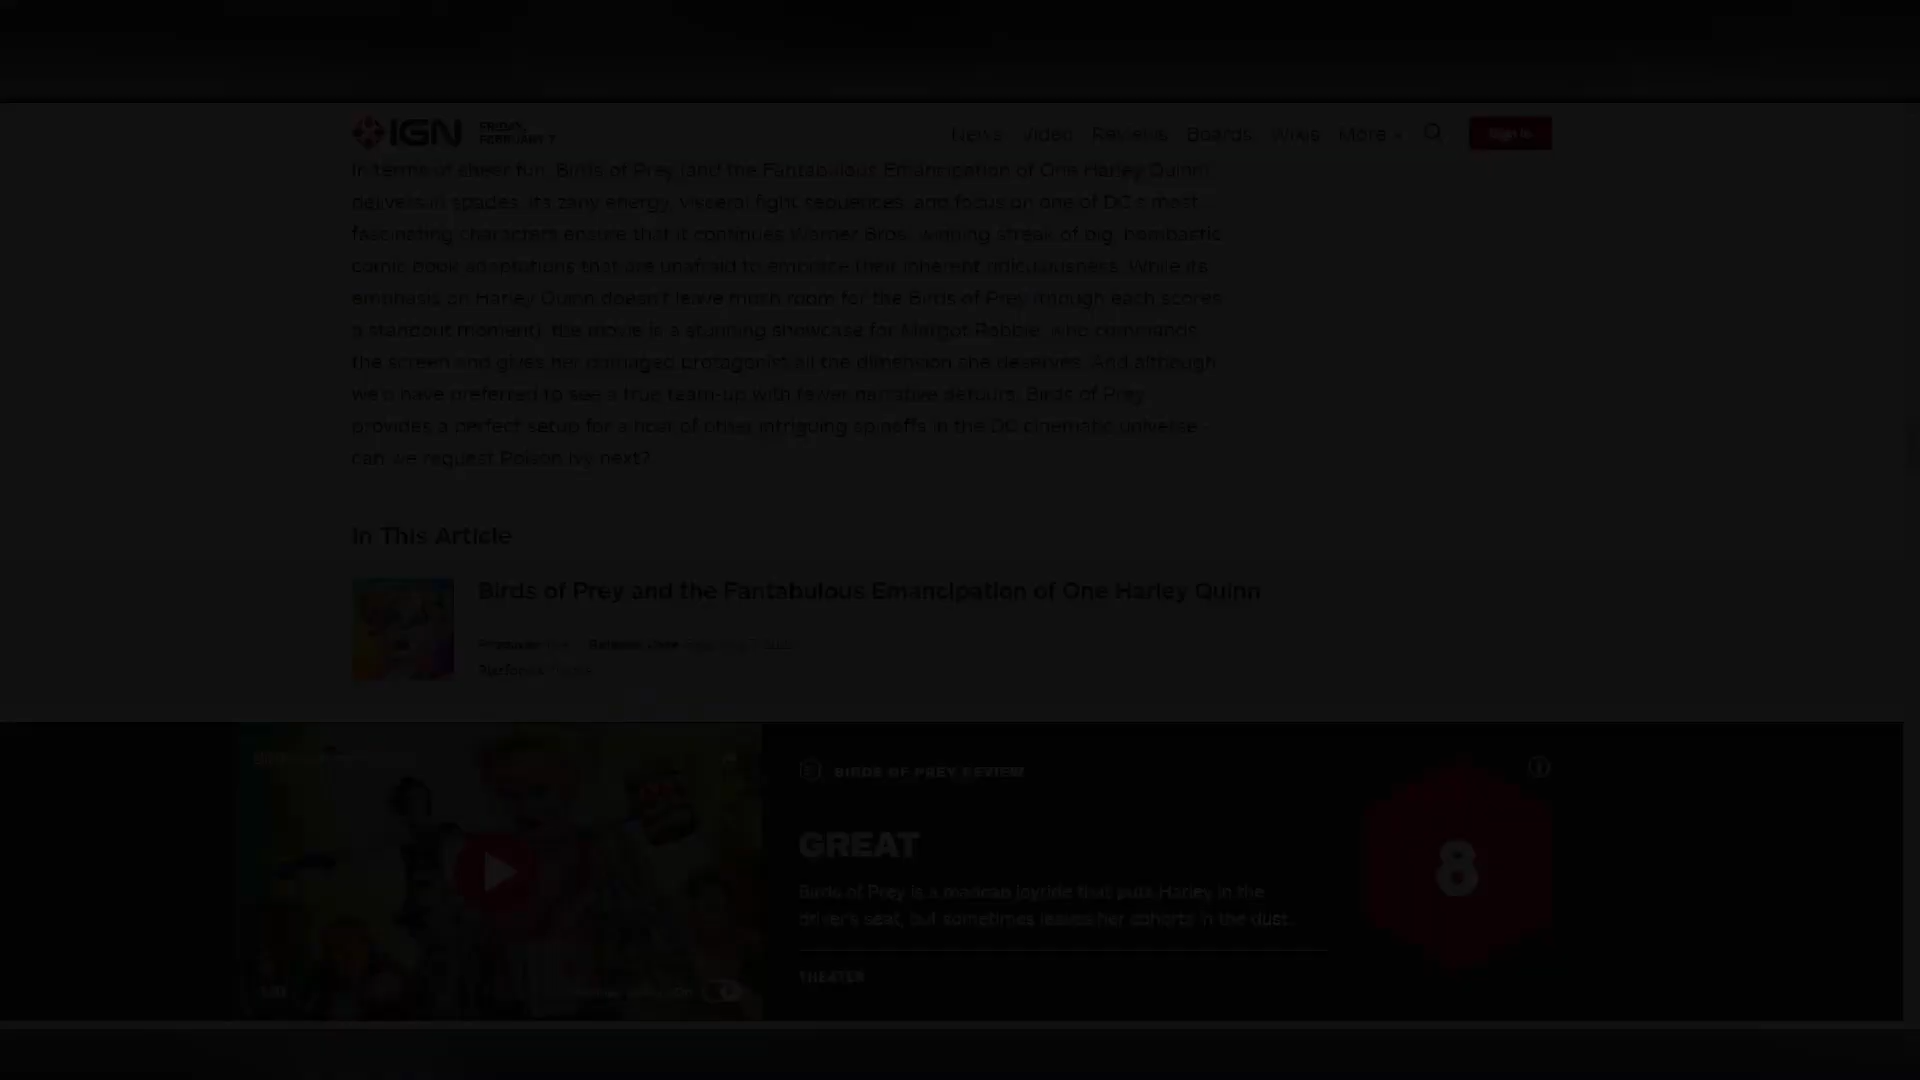 IGN FRIDAY, FEBRUARY 7 News Video Reviews Boards Wikis More Sign In
In terms of sheer fun, Birds of Prey (and the Fantabulous Emancipation of One Harley Quinn)
delivers in spades. Its zany energy, visceral fight sequences, and focus on one of DC's most
fascinating characters ensure that it continues Warner Bros.' winning streak of big, bombastic
comic book adaptations that are unafraid to embrace their inherent ridiculousness. While its
emphasis on Harley Quinn doesn't leave much room for the Birds of Prey (though each scores
a standout moment), the movie is a stunning showcase for Margot Robbie, who commands
the screen and gives her damaged protagonist all the dimension she deserves. And although
we'd have preferred to see a true team-up with fewer narrative detours, Birds of Prey
provides a perfect setup for a host of other intriguing spinoffs in the DC cinematic universe -
can we request Poison Ivy next?
In This Article
Birds of Prey and the Fantabulous Emancipation of One Harley Quinn
Release Date
Platforms
BIRDS OF PREY REVIEW
GREAT
8
Birds of Prey is a madcap joyride that puts Harley in the
driver's seat, but sometimes leaves her cohorts in the dust.
THEATER